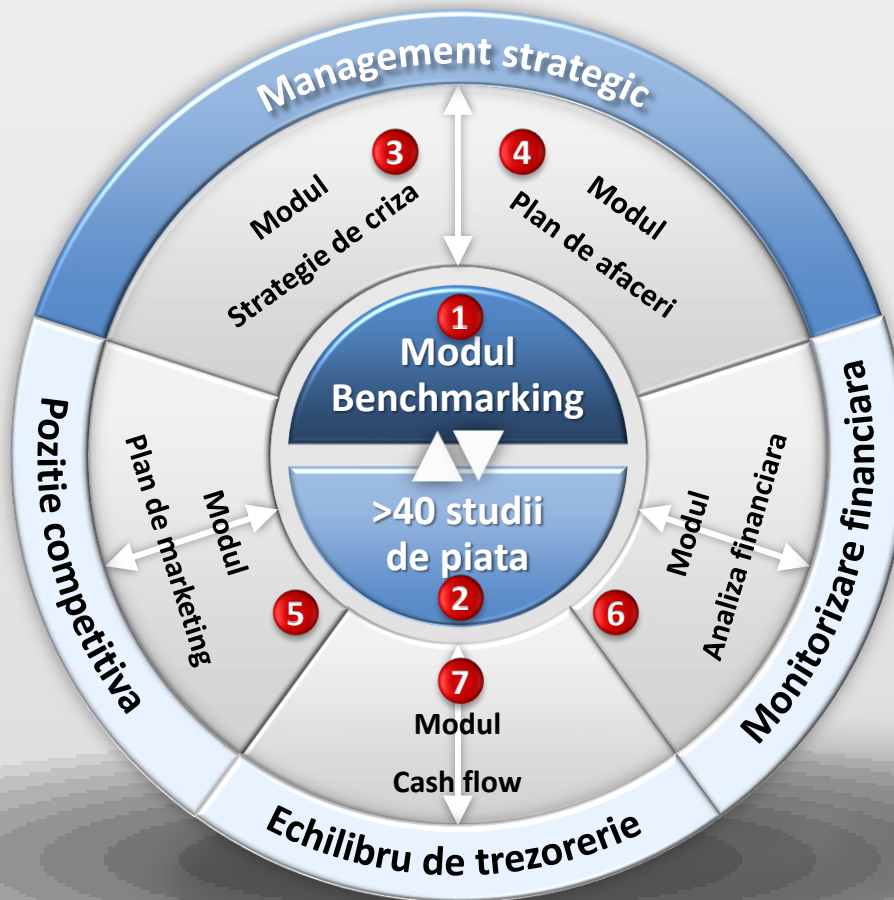 Management strategic
3
Modul
Strategie de criza
4
Modul
Plan de afaceri
1
Modul
Benchmarking
>40 studii
de piata
2
Pozitie competitiva
Modul
Plan de marketing
5
6
Modul
Analiza financiara
Monitorizare financiara
7
Modul
Cash flow
Echilibru de trezorerie